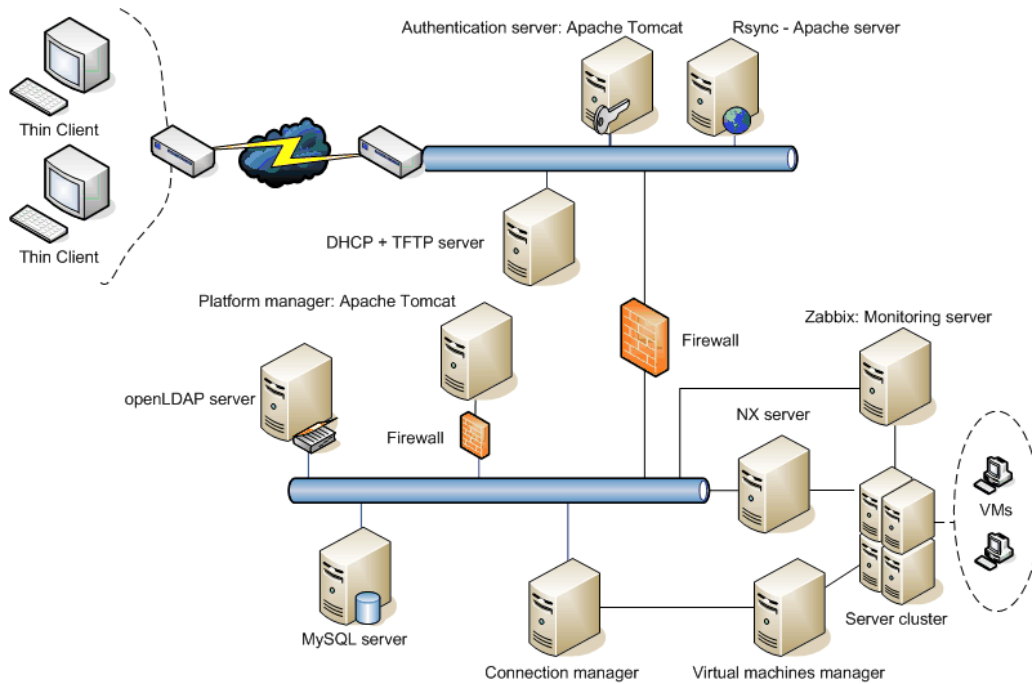 Authentication server: Apache Tomcat
Rsync - Apache server
Thin Client
Thin Client
DHCP + TFTP server
Platform manager: Apache Tomcat
Zabbix: Monitoring server
Firewall
openLDAP server
NX server
Firewall
VMs
Server cluster
MySQL server
Connection manager
Virtual machines manager